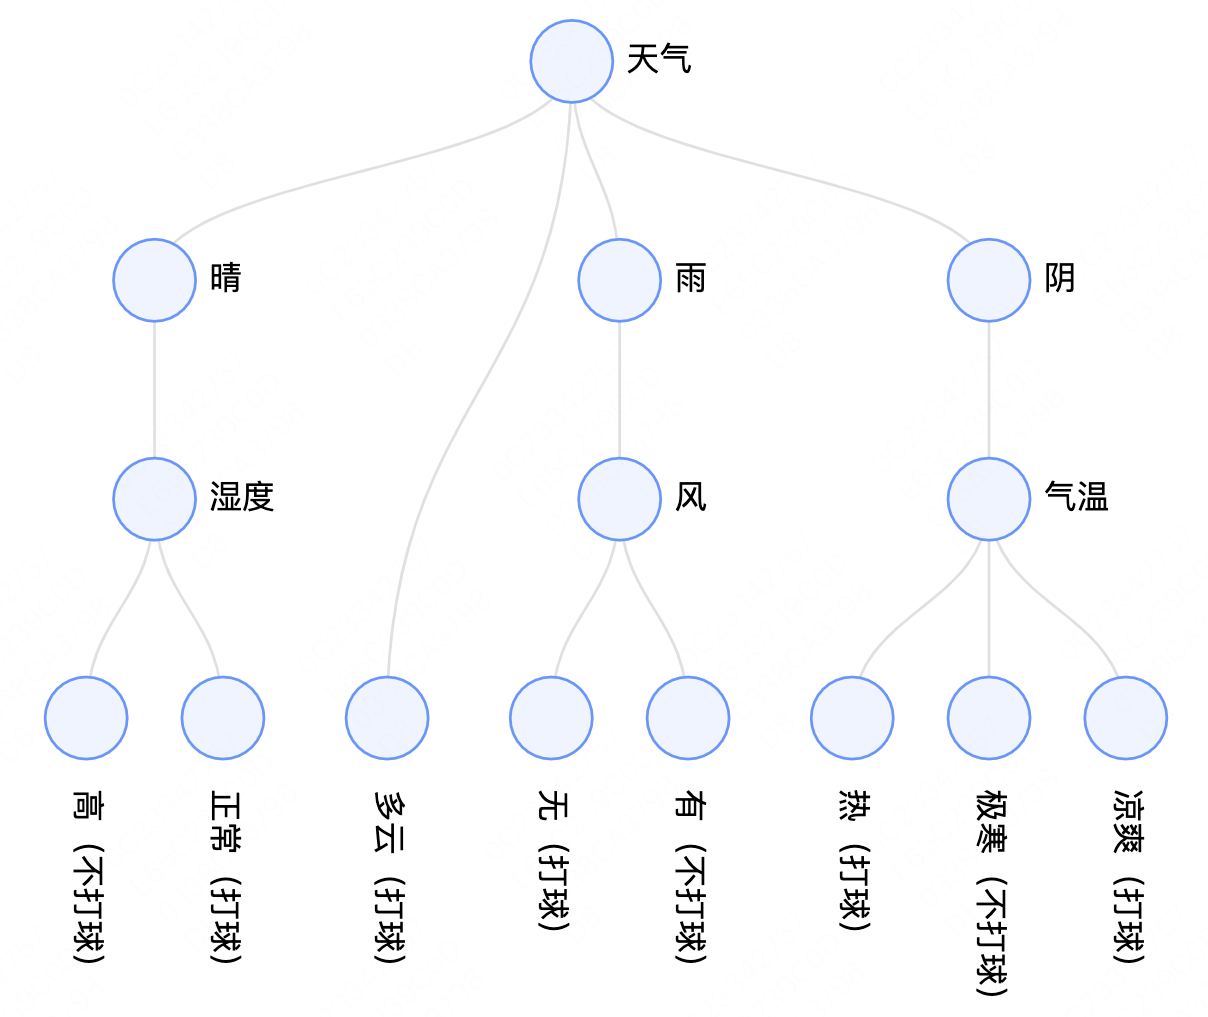 天气
晴
雨
阴
湿度
风
气温
高（不打球）
正常（打球）
多云（打球）
无（打球）
有（不打球）
热（打球）
极寒（不打球）
凉爽（打球）